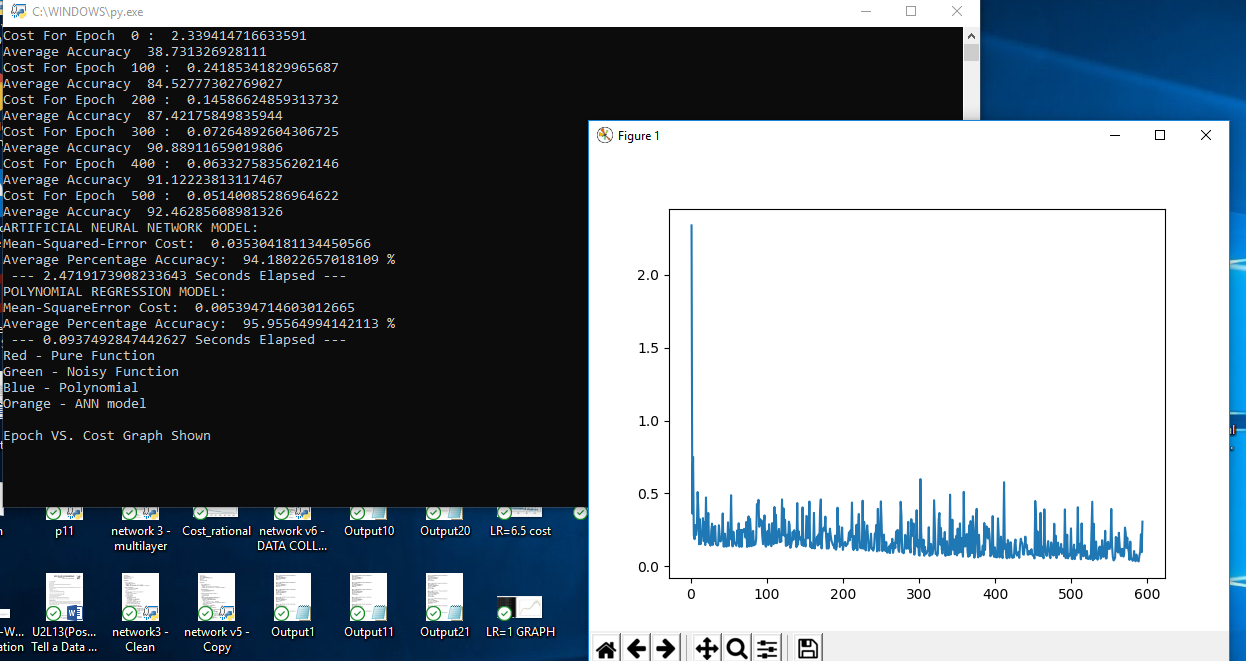 C:\WINDOWS\py.exe
Cost For Epoch  0 :  2.339414716633591
Average Accuracy  38.731326928111
Cost For Epoch  100 :  0.24185341829965687
Average Accuracy  84.52777302769027
Cost For Epoch  200 :  0.14586624859313732
Average Accuracy  87.42175849835944
Cost For Epoch  300 :  0.07264892604306725
Average Accuracy  90.88911659019806
Cost For Epoch  400 :  0.06332758356202146
Average Accuracy  91.12223813117467
Cost For Epoch  500 :  0.05140085286964622
Average Accuracy  92.46285608981326
ARTIFICIAL NEURAL NETWORK MODEL:
Mean-Squared-Error Cost:  0.035304181134450566
Average Percentage Accuracy:  94.18022657018109 %
--- 2.4719173908233643 Seconds Elapsed ---
POLYNOMIAL REGRESSION MODEL:
Mean-SquareError Cost:  0.005394714603012665
Average Percentage Accuracy:  95.95564994142113 %
--- 0.0937492847442627 Seconds Elapsed ---
Red - Pure Function
Green - Noisy Function
Blue - Polynomial
Orange - ANN model
Epoch VS. Cost Graph Shown
Figure 1
2.0
1.5
1.0
0.5
0.0
0 100 200 300 400 500 600
p11
network 3 - multilayer
Cost_rational
network v6 - DATA COLL...
Output10
Output20
LR=6.5 cost
U2L13(Pos... Tell a Data ...
network3 - Clean
network v5 - Copy
Output1
Output11
Output21
LR=1 GRAPH